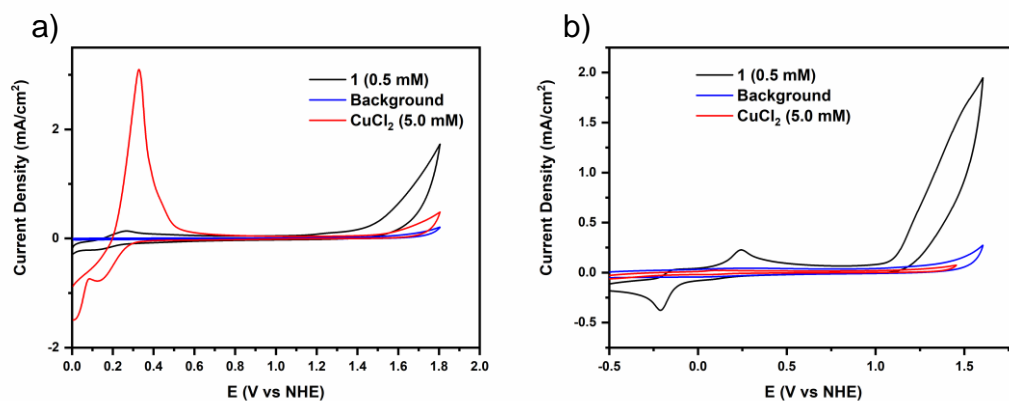 a)
1 (0.5 mM)
Background
CuCl₂ (5.0 mM)
Current Density (mA/cm²)
2
0
-2
0.0 0.2 0.4 0.6 0.8 1.0 1.2 1.4 1.6 1.8 2.0
E (V vs NHE)
b)
1 (0.5 mM)
Background
CuCl₂ (5.0 mM)
Current Density (mA/cm²)
2.0
1.5
1.0
0.5
0.0
-0.5
-0.5 0.0 0.5 1.0 1.5
E (V vs NHE)